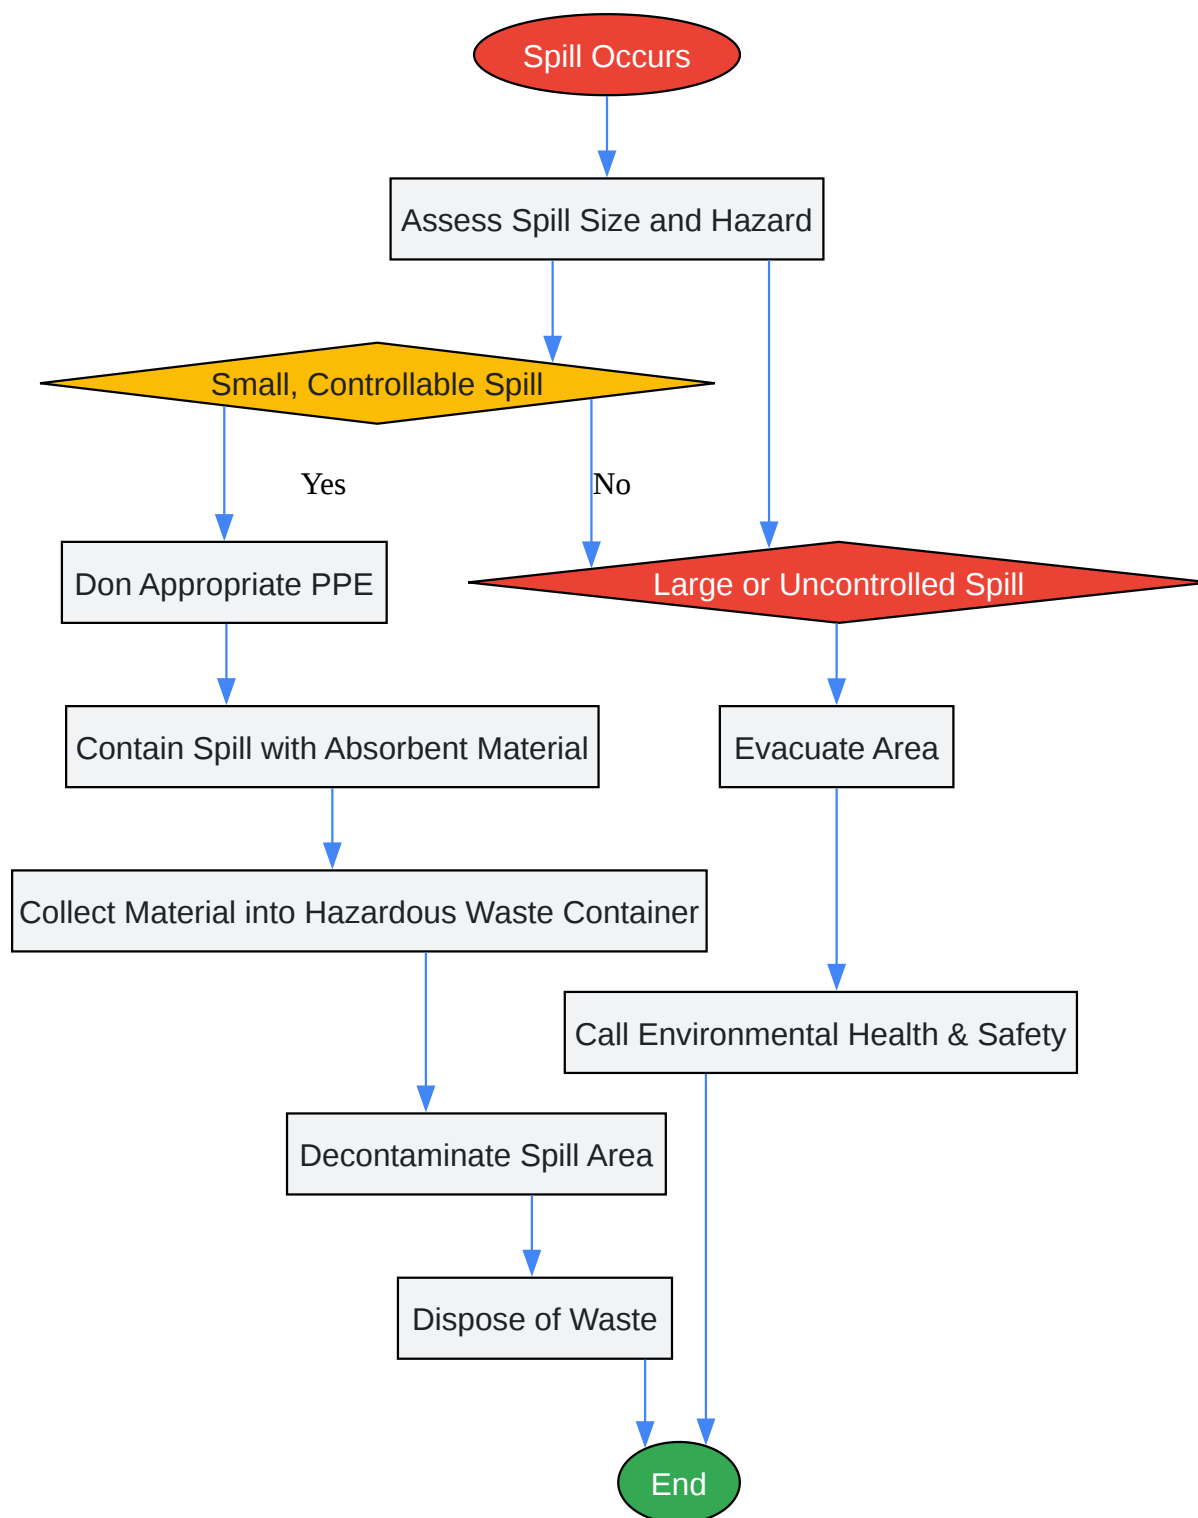 Spill Occurs
Assess Spill Size and Hazard
Small, Controllable Spill
Yes
No
Don Appropriate PPE
Large or Uncontrolled Spill
Contain Spill with Absorbent Material
Evacuate Area
Collect Material into Hazardous Waste Container
Call Environmental Health & Safety
Decontaminate Spill Area
Dispose of Waste
End